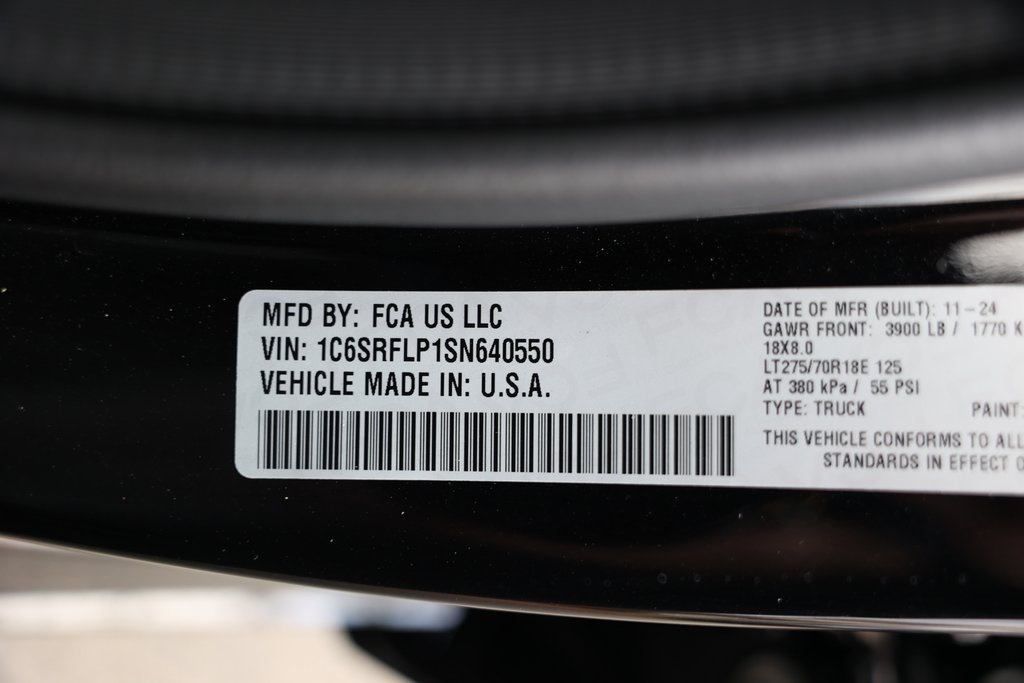 MFD BY: FCA US LLC
VIN: 1C6SRFLP1SN640550
VEHICLE MADE IN: U.S.A.
DATE OF MFR (BUILT): 11-24
GAWR FRONT: 3900 LB / 1770 K
18X8.0
LT275/70R18E 125
AT 380 kPa / 55 PSI
TYPE: TRUCK PAINT:
THIS VEHICLE CONFORMS TO ALL
STANDARDS IN EFFECT O